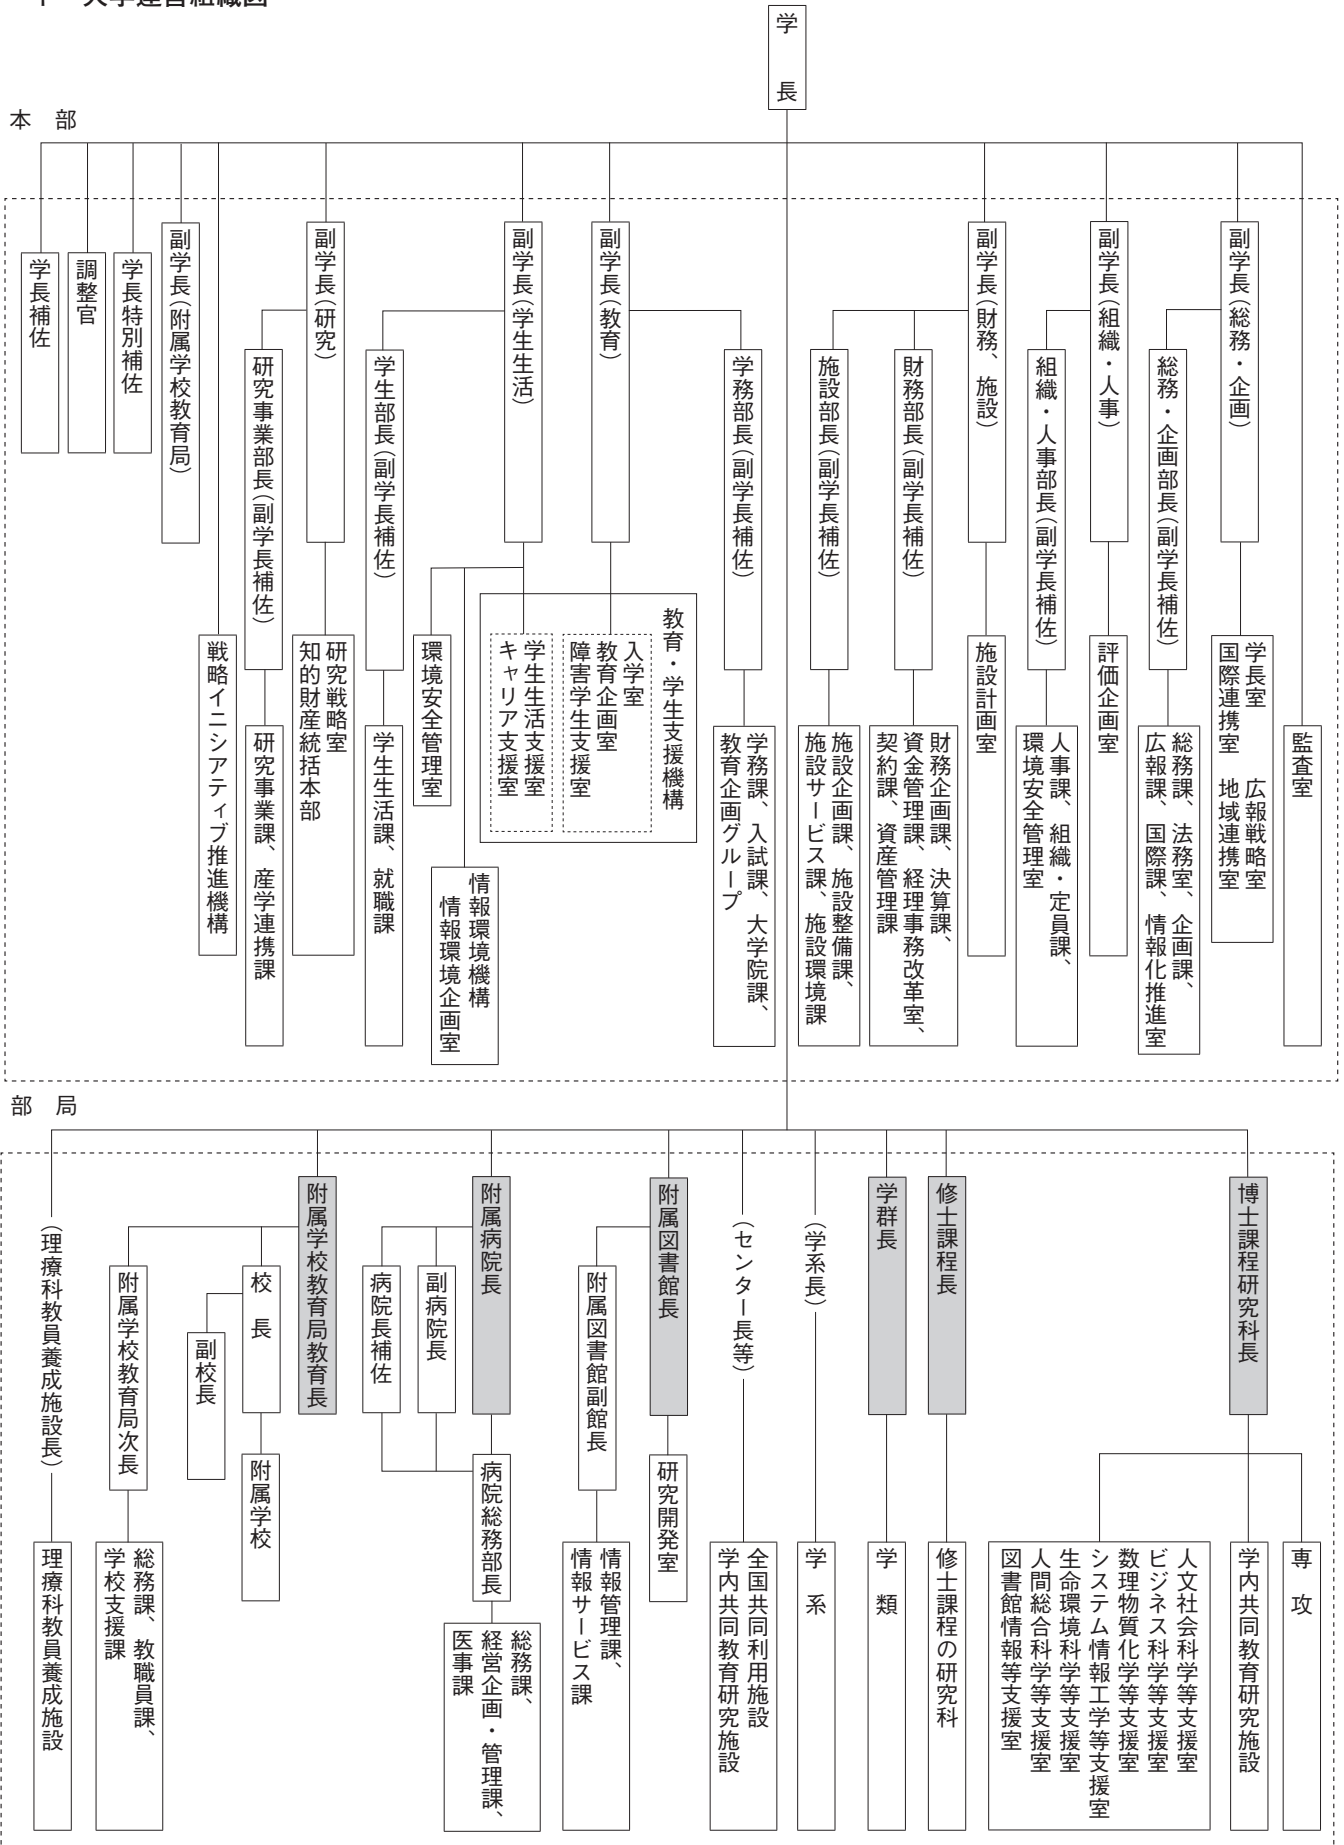 学長
本部
監査室
副学長（総務・企画）
学長室　広報戦略室
国際連携室　地域連携室
総務・企画部長（副学長補佐）
総務課、法務室、企画課、
広報課、国際課、情報化推進室
副学長（組織・人事）
評価企画室
組織・人事部長（副学長補佐）
人事課、組織・定員課、
環境安全管理室
副学長（財務、施設）
施設計画室
財務部長（副学長補佐）
財務企画課、決算課、
資金管理課、経理事務改革室、
契約課、資産管理課
施設部長（副学長補佐）
施設企画課、施設整備課、
施設サービス課、施設環境課
学務部長（副学長補佐）
学務課、入試課、大学院課、
教育企画グループ
副学長（教育）
教育・学生支援機構
入学室
教育企画室
障害学生支援室
副学長（学生生活）
学生生活支援室
キャリア支援室
情報環境機構
情報環境企画室
環境安全管理室
学生部長（副学長補佐）
学生生活課、就職課
副学長（研究）
研究戦略室
知的財産統括本部
研究事業部長（副学長補佐）
研究事業課、産学連携課
戦略イニシアティブ推進機構
副学長（附属学校教育局）
学長特別補佐
調整官
学長補佐
部局
博士課程研究科長
専攻
学内共同教育研究施設
人文社会科学等支援室
ビジネス科学等支援室
数理物質化学等支援室
システム情報工学等支援室
生命環境科学等支援室
人間総合科学等支援室
図書館情報等支援室
修士課程長
修士課程の研究科
学群長
学類
（学系長）
学系
（センター長等）
全国共同利用施設
学内共同教育研究施設
附属図書館長
研究開発室
附属図書館副館長
情報管理課、
情報サービス課
附属病院長
副病院長
病院長補佐
病院総務部長
総務課、
経営企画・管理課、
医事課
附属学校教育局教育長
校長
附属学校
副校長
附属学校教育局次長
総務課、教職員課、
学校支援課
（理療科教員養成施設長）
理療科教員養成施設